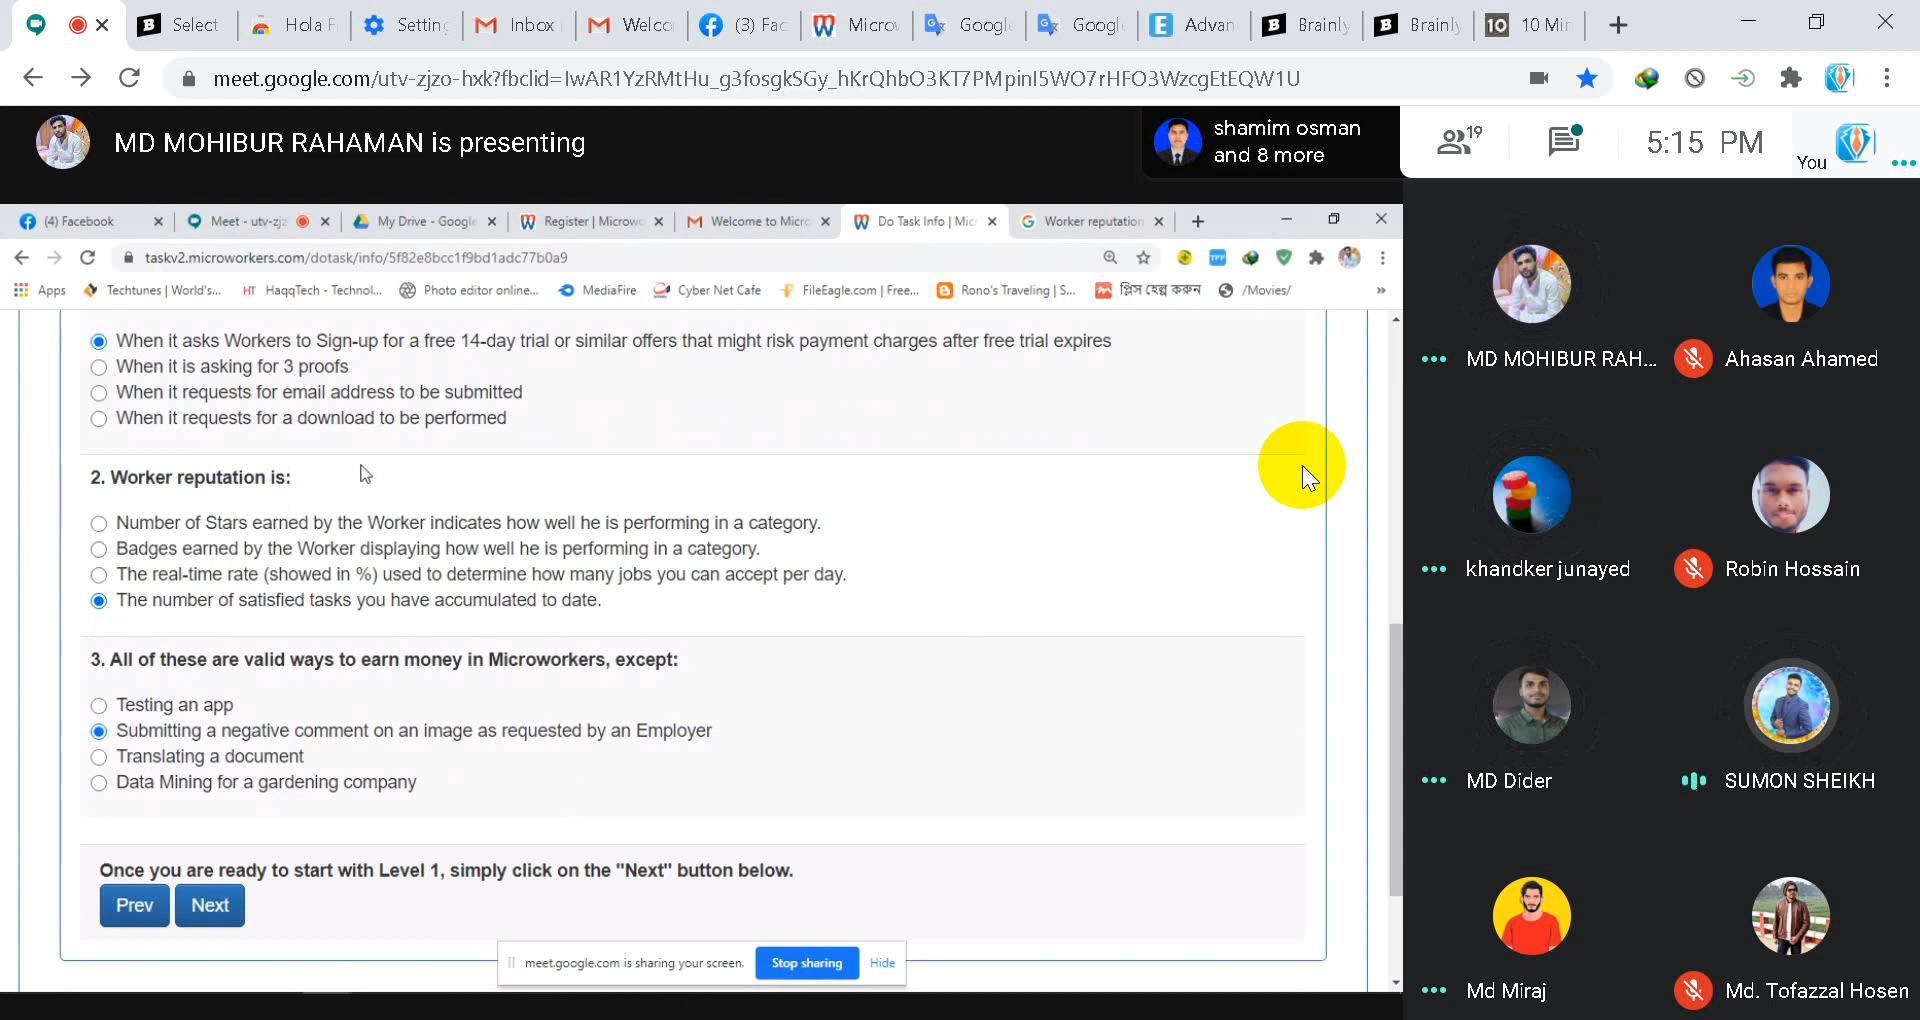 Select
Hola F
Setting
Inbox
Welco
(3) Fac
Microw
Google
Google
Advan
Brainly
Brainly
10 Min
meet.google.com/utv-zjzo-hxk?fbclid=IwAR1YzRMtHu_g3fosgkSGy_hKrQhbO3KT7PMpinI5WO7rHFO3WzcgEtEQW1U
MD MOHIBUR RAHAMAN is presenting
shamim osman
and 8 more
19
5:15 PM
You
(4) Facebook
Meet - utv-zjz
My Drive - Google
Register | Microwo
Welcome to Micro
Do Task Info | Mic
Worker reputation
taskv2.microworkers.com/dotask/info/5f82e8bcc1f9bd1adc77b0a9
Apps
Techtunes | World's...
HaqqTech - Technol...
Photo editor online...
MediaFire
Cyber Net Cafe
FileEagle.com | Free...
Rono's Traveling | S...
প্লিস হেল্প করুন
/Movies/
When it asks Workers to Sign-up for a free 14-day trial or similar offers that might risk payment charges after free trial expires
When it is asking for 3 proofs
When it requests for email address to be submitted
When it requests for a download to be performed
2. Worker reputation is:
Number of Stars earned by the Worker indicates how well he is performing in a category.
Badges earned by the Worker displaying how well he is performing in a category.
The real-time rate (showed in %) used to determine how many jobs you can accept per day.
The number of satisfied tasks you have accumulated to date.
3. All of these are valid ways to earn money in Microworkers, except:
Testing an app
Submitting a negative comment on an image as requested by an Employer
Translating a document
Data Mining for a gardening company
Once you are ready to start with Level 1, simply click on the "Next" button below.
Prev
Next
meet.google.com is sharing your screen.
Stop sharing
Hide
MD MOHIBUR RAH...
Ahasan Ahamed
khandker junayed
Robin Hossain
MD Dider
SUMON SHEIKH
Md Miraj
Md. Tofazzal Hosen